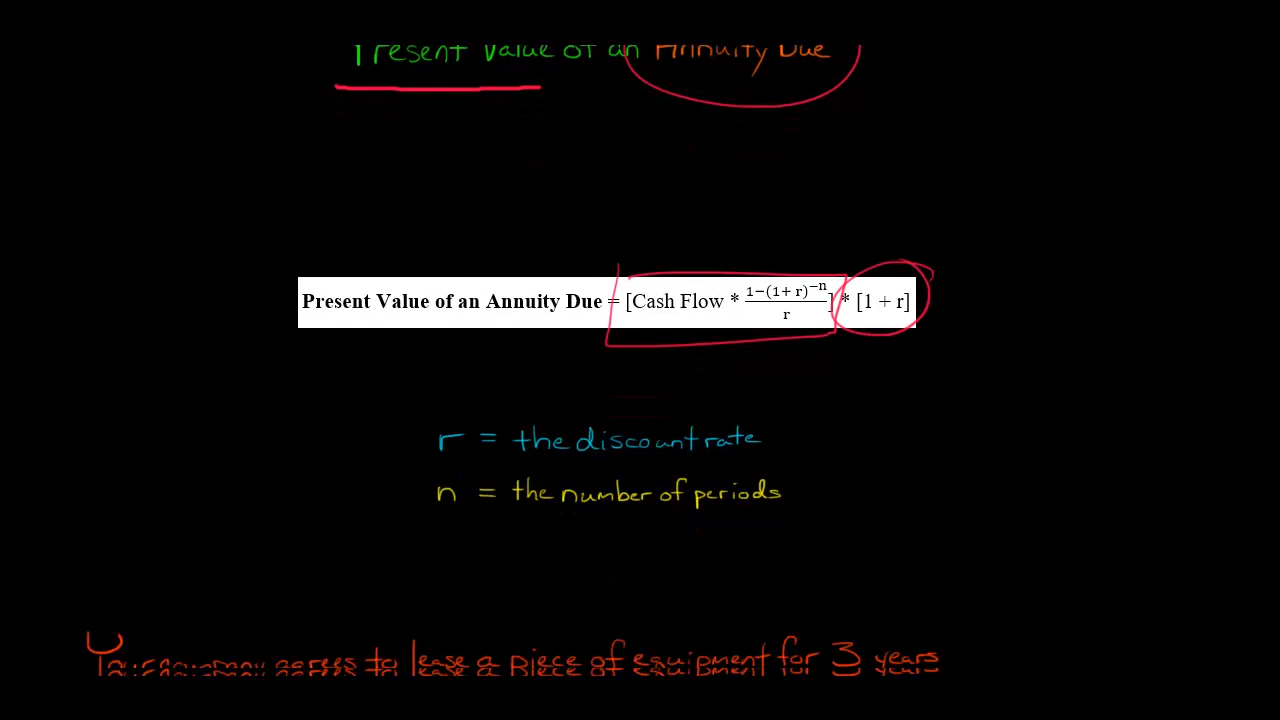 Present Value of an Annuity Due
Present Value of an Annuity Due = [Cash Flow * 1−(1+ r)^−n / r] * [1 + r]
r = the discount rate
n = the number of periods
agrees to lease a piece of equipment for 3 years